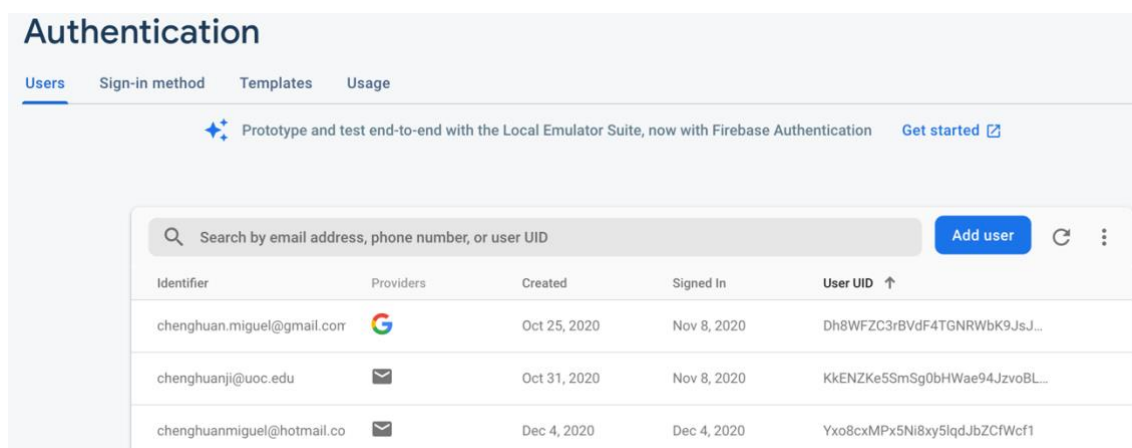 Authentication
Users Sign-in method Templates Usage
Prototype and test end-to-end with the Local Emulator Suite, now with Firebase Authentication Get started
Search by email address, phone number, or user UID Add user
Identifier Providers Created Signed In User UID
chenghuan.miguel@gmail.com Oct 25, 2020 Nov 8, 2020 Dh8WFZC3rBVdF4TGNRWbK9JsJ...
chenghuanji@uoc.edu Oct 31, 2020 Nov 8, 2020 KkENZKe5SmSg0bHWae94JzvoBL...
chenghuanmiguel@hotmail.co Dec 4, 2020 Dec 4, 2020 Yxo8cxMPx5Ni8xy5lqdJbZCfWcf1